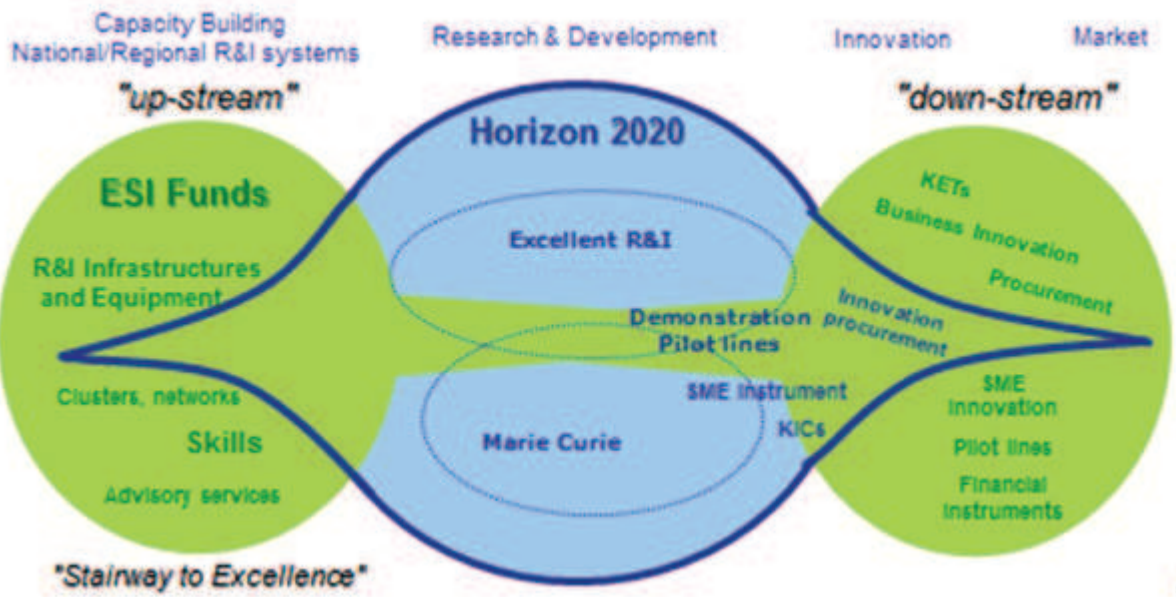 Capacity Building
National/Regional R&I systems
Research & Development
Innovation
Market
"up-stream"
"down-stream"
Horizon 2020
ESI Funds
KETs
Business Innovation
Procurement
Excellent R&I
R&I Infrastructures
and Equipment
Demonstration
Pilot lines
Innovation
procurement
Clusters, networks
SME Instrument
SME
Innovation
Skills
Marie Curie
KICs
Pilot lines
Advisory services
Financial
Instruments
"Stairway to Excellence"